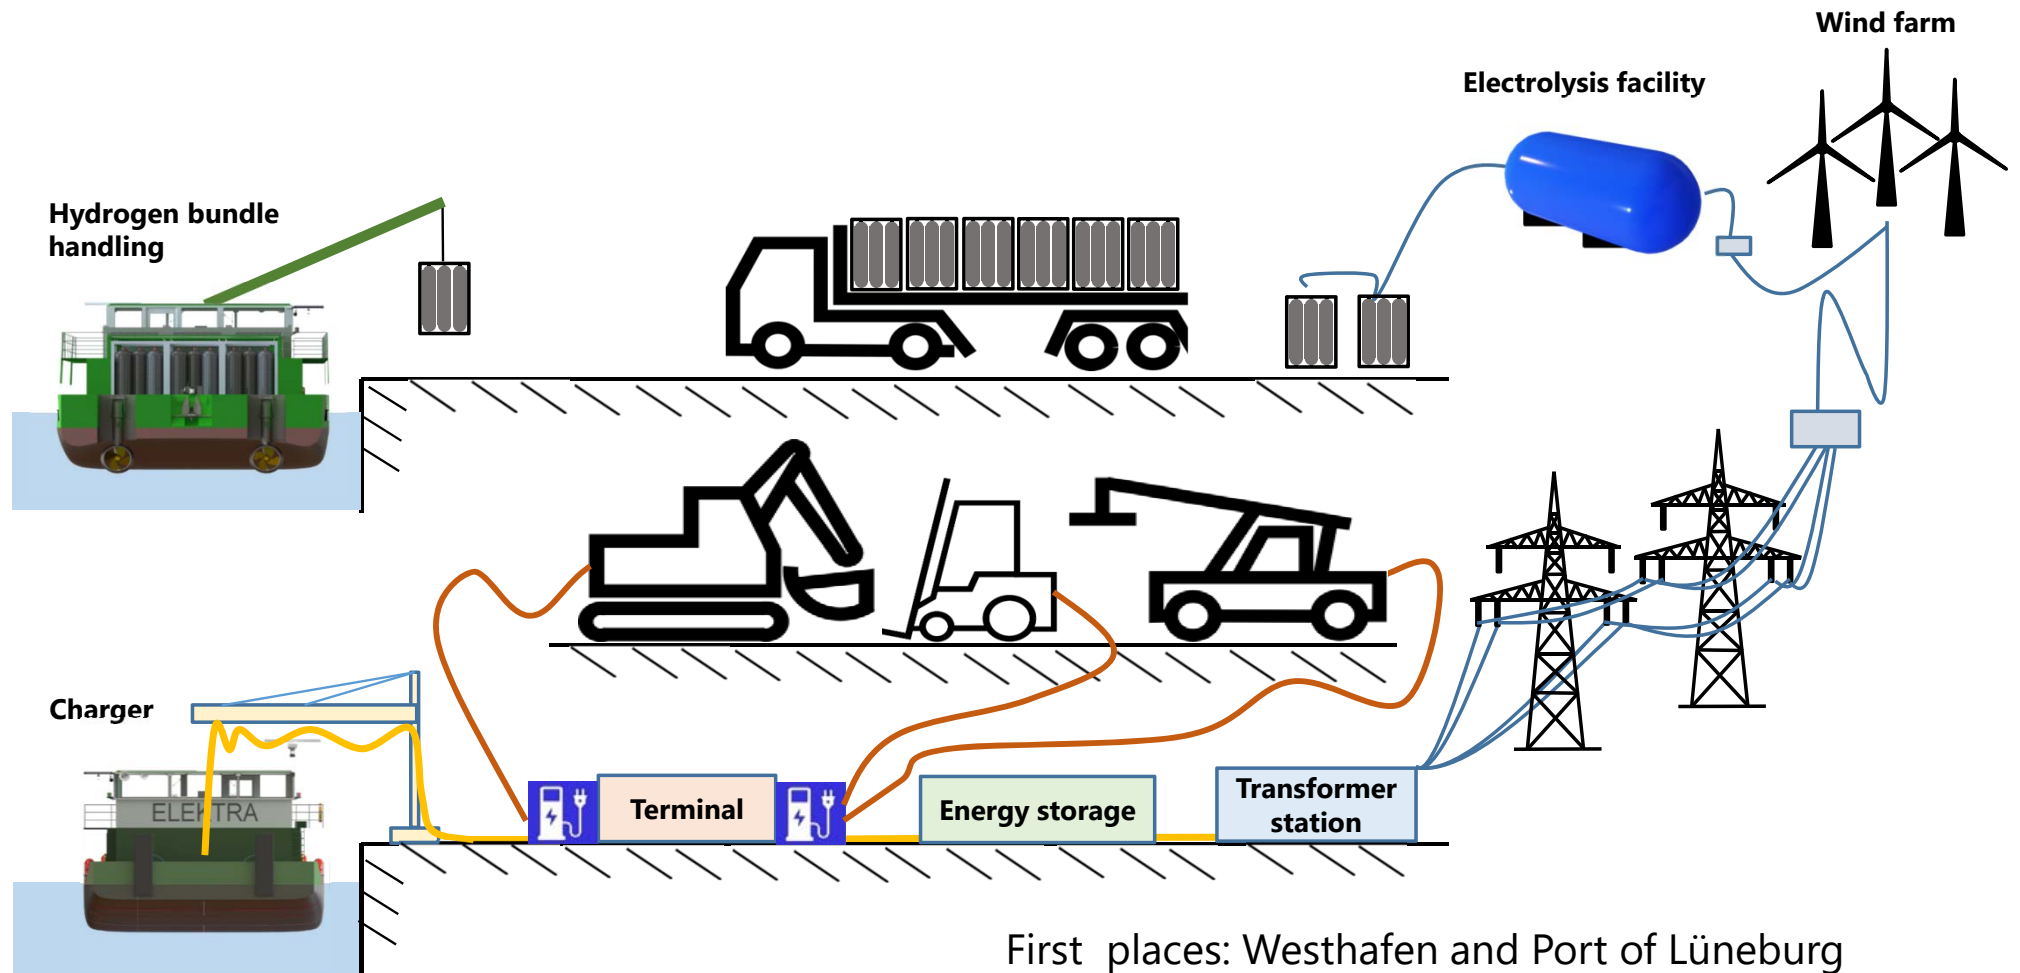 Wind farm
Electrolysis facility
Hydrogen bundle
handling
Charger
ELEKTRA
Terminal
Energy storage
Transformer
station
First places: Westhafen and Port of Lüneburg